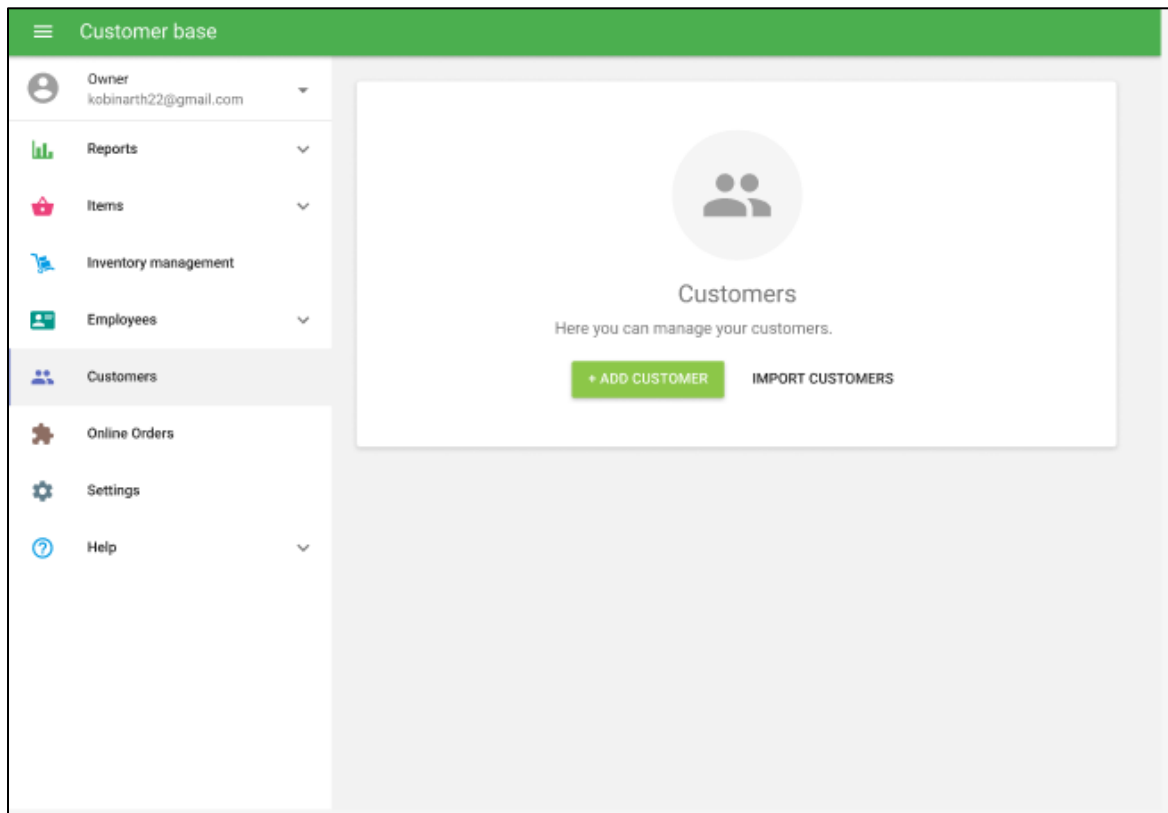 Customer base
Owner
kobinarth22@gmail.com
Reports
Items
Inventory management
Employees
Customers
Online Orders
Settings
Help
Customers
Here you can manage your customers.
+ ADD CUSTOMER IMPORT CUSTOMERS